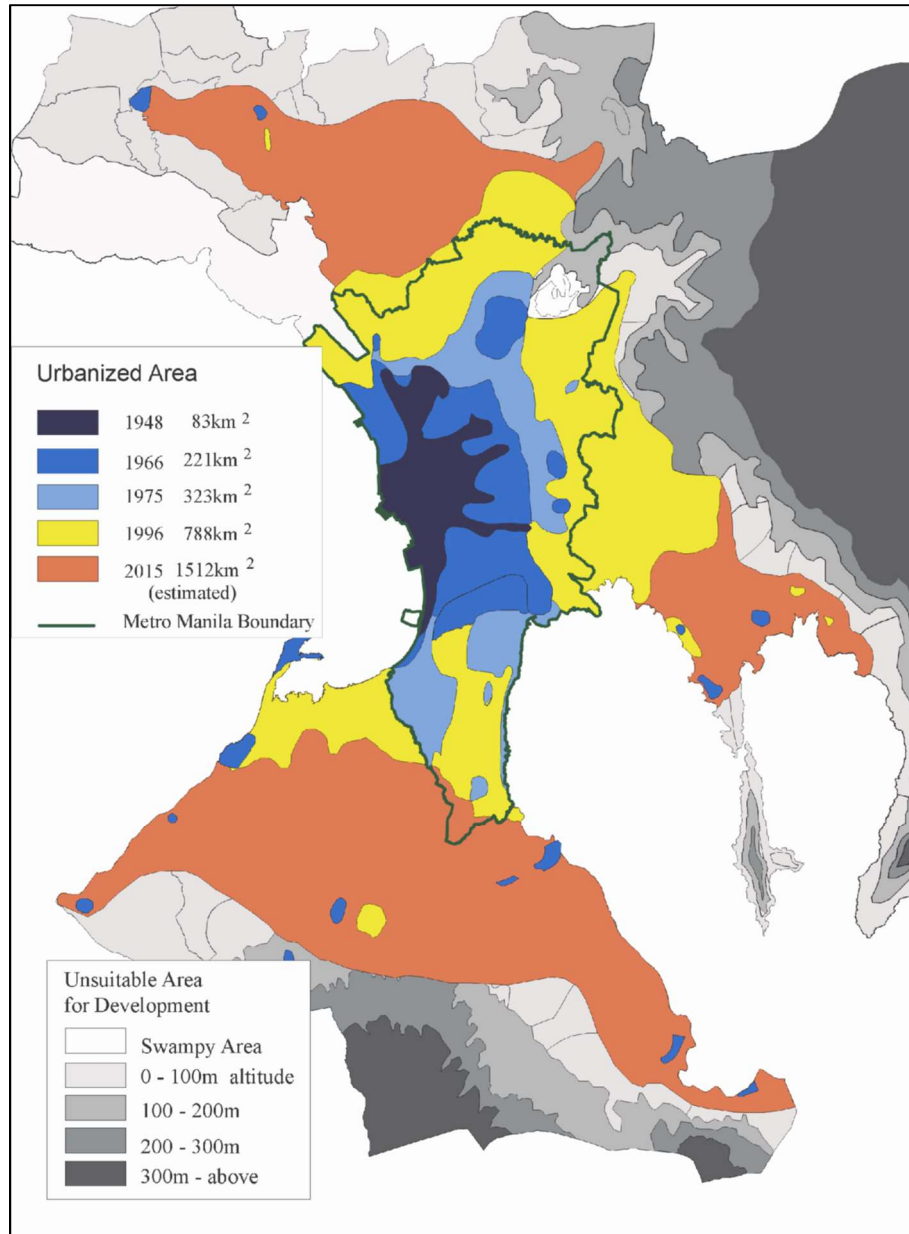 Urbanized Area
1948 83km 2
1966 221km 2
1975 323km 2
1996 788km 2
2015 1512km 2
(estimated)
Metro Manila Boundary
Unsuitable Area
for Development
Swampy Area
0 - 100m altitude
100 - 200m
200 - 300m
300m - above